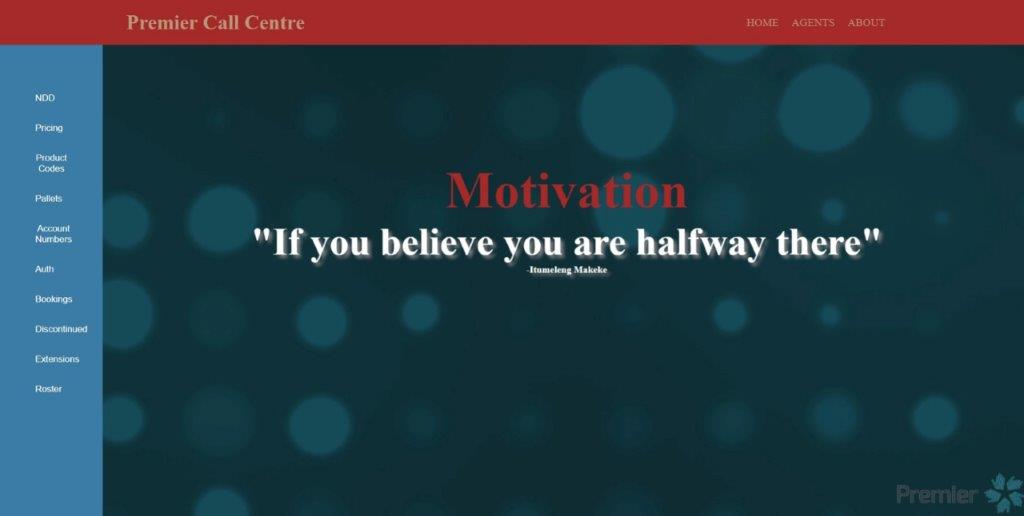 Premier Call Centre
HOME AGENTS ABOUT
NDD
Pricing
Product
Codes
Pallets
Account
Numbers
Auth
Bookings
Discontinued
Extensions
Roster
Motivation
"If you believe you are halfway there"
-Itumeleng Makeke
Premier